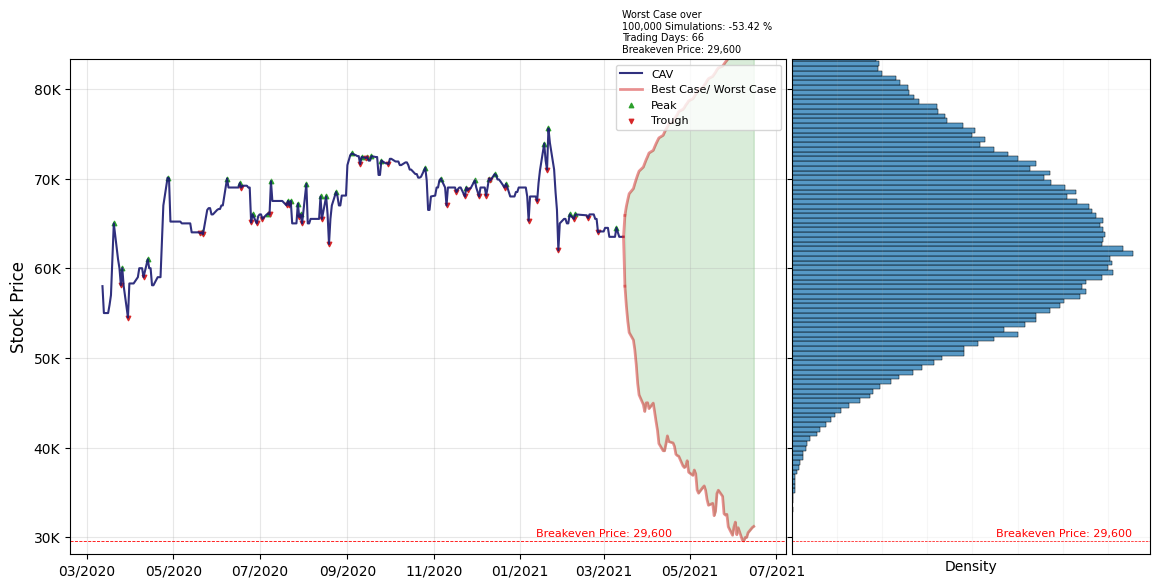 Worst Case over
100,000 Simulations: -53.42 %
Trading Days: 66
Breakeven Price: 29,600
CAV
Best Case/ Worst Case
Peak
Trough
Stock Price
80K
70K
60K
50K
40K
30K
Breakeven Price: 29,600
Breakeven Price: 29,600
03/2020 05/2020 07/2020 09/2020 11/2020 01/2021 03/2021 05/2021 07/2021
Density